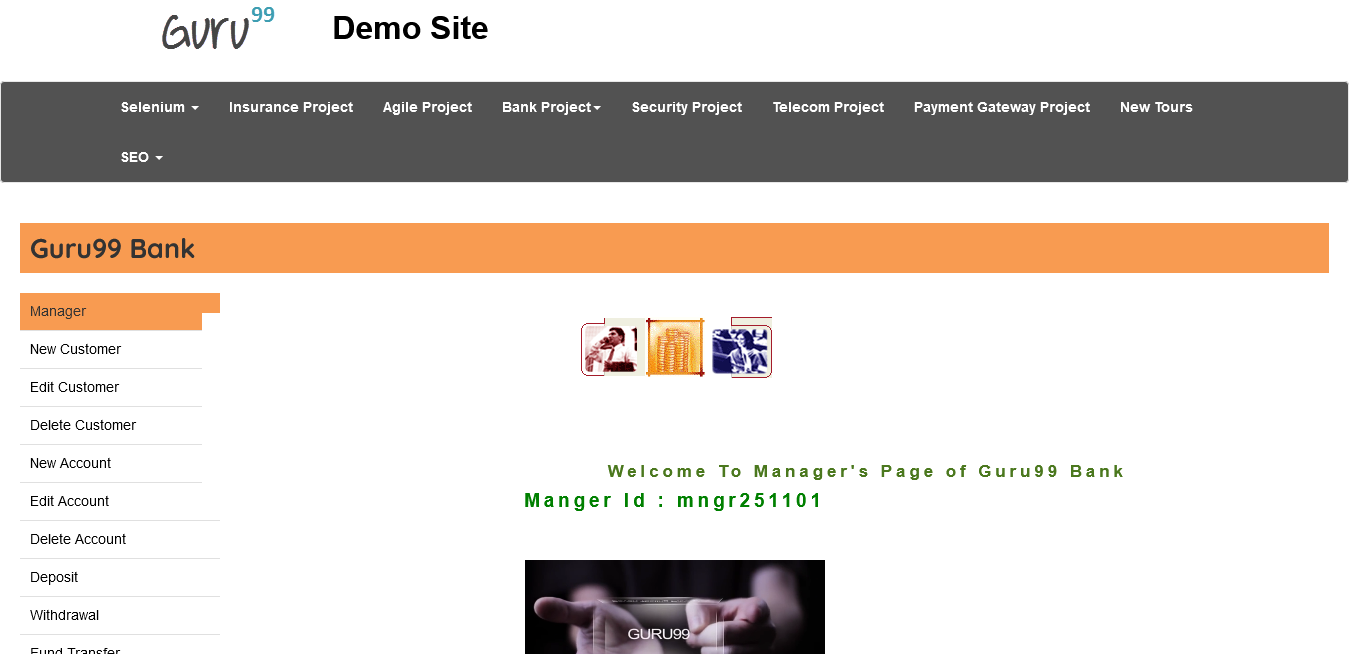 Guru99
Demo Site
Selenium Insurance Project Agile Project Bank Project Security Project Telecom Project Payment Gateway Project New Tours
SEO
Guru99 Bank
Manager
New Customer
Edit Customer
Delete Customer
New Account
Edit Account
Delete Account
Deposit
Withdrawal
Fund Transfer
Welcome To Manager's Page of Guru99 Bank
Manger Id : mngr251101
GURU99